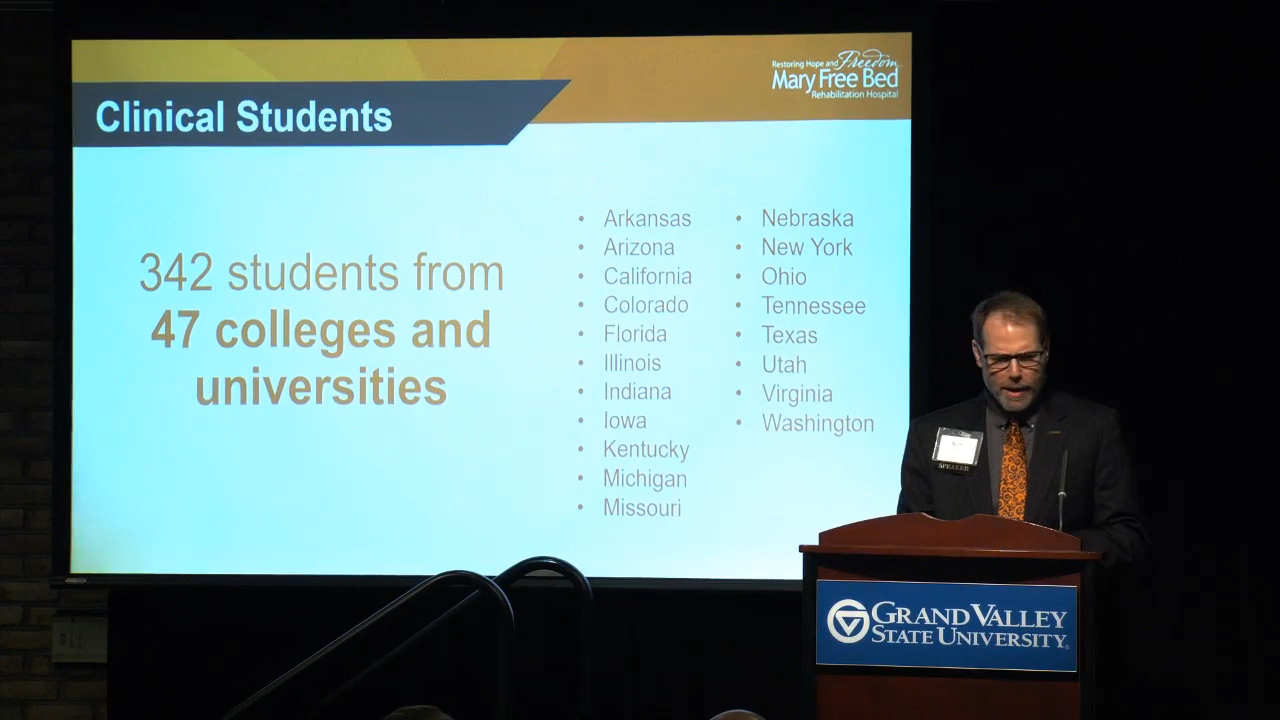 Restoring Hope and Freedom
Mary Free Bed
Rehabilitation Hospital
Clinical Students
342 students from
47 colleges and
universities
• Arkansas
• Arizona
• California
• Colorado
• Florida
• Illinois
• Indiana
• Iowa
• Kentucky
• Michigan
• Missouri
• Nebraska
• New York
• Ohio
• Tennessee
• Texas
• Utah
• Virginia
• Washington
SPEAKER
GRAND VALLEY
STATE UNIVERSITY®